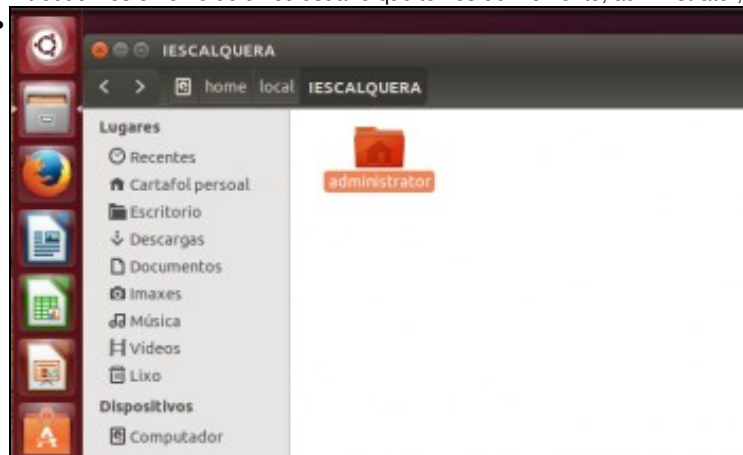 IESCALQUERA
home local IESCALQUERA
Lugares
Recentes
Cartafol persoal
Escritorio
Descargas
Documentos
Imaxes
Música
Vídeos
Lixo
Dispositivos
Computador
administrator